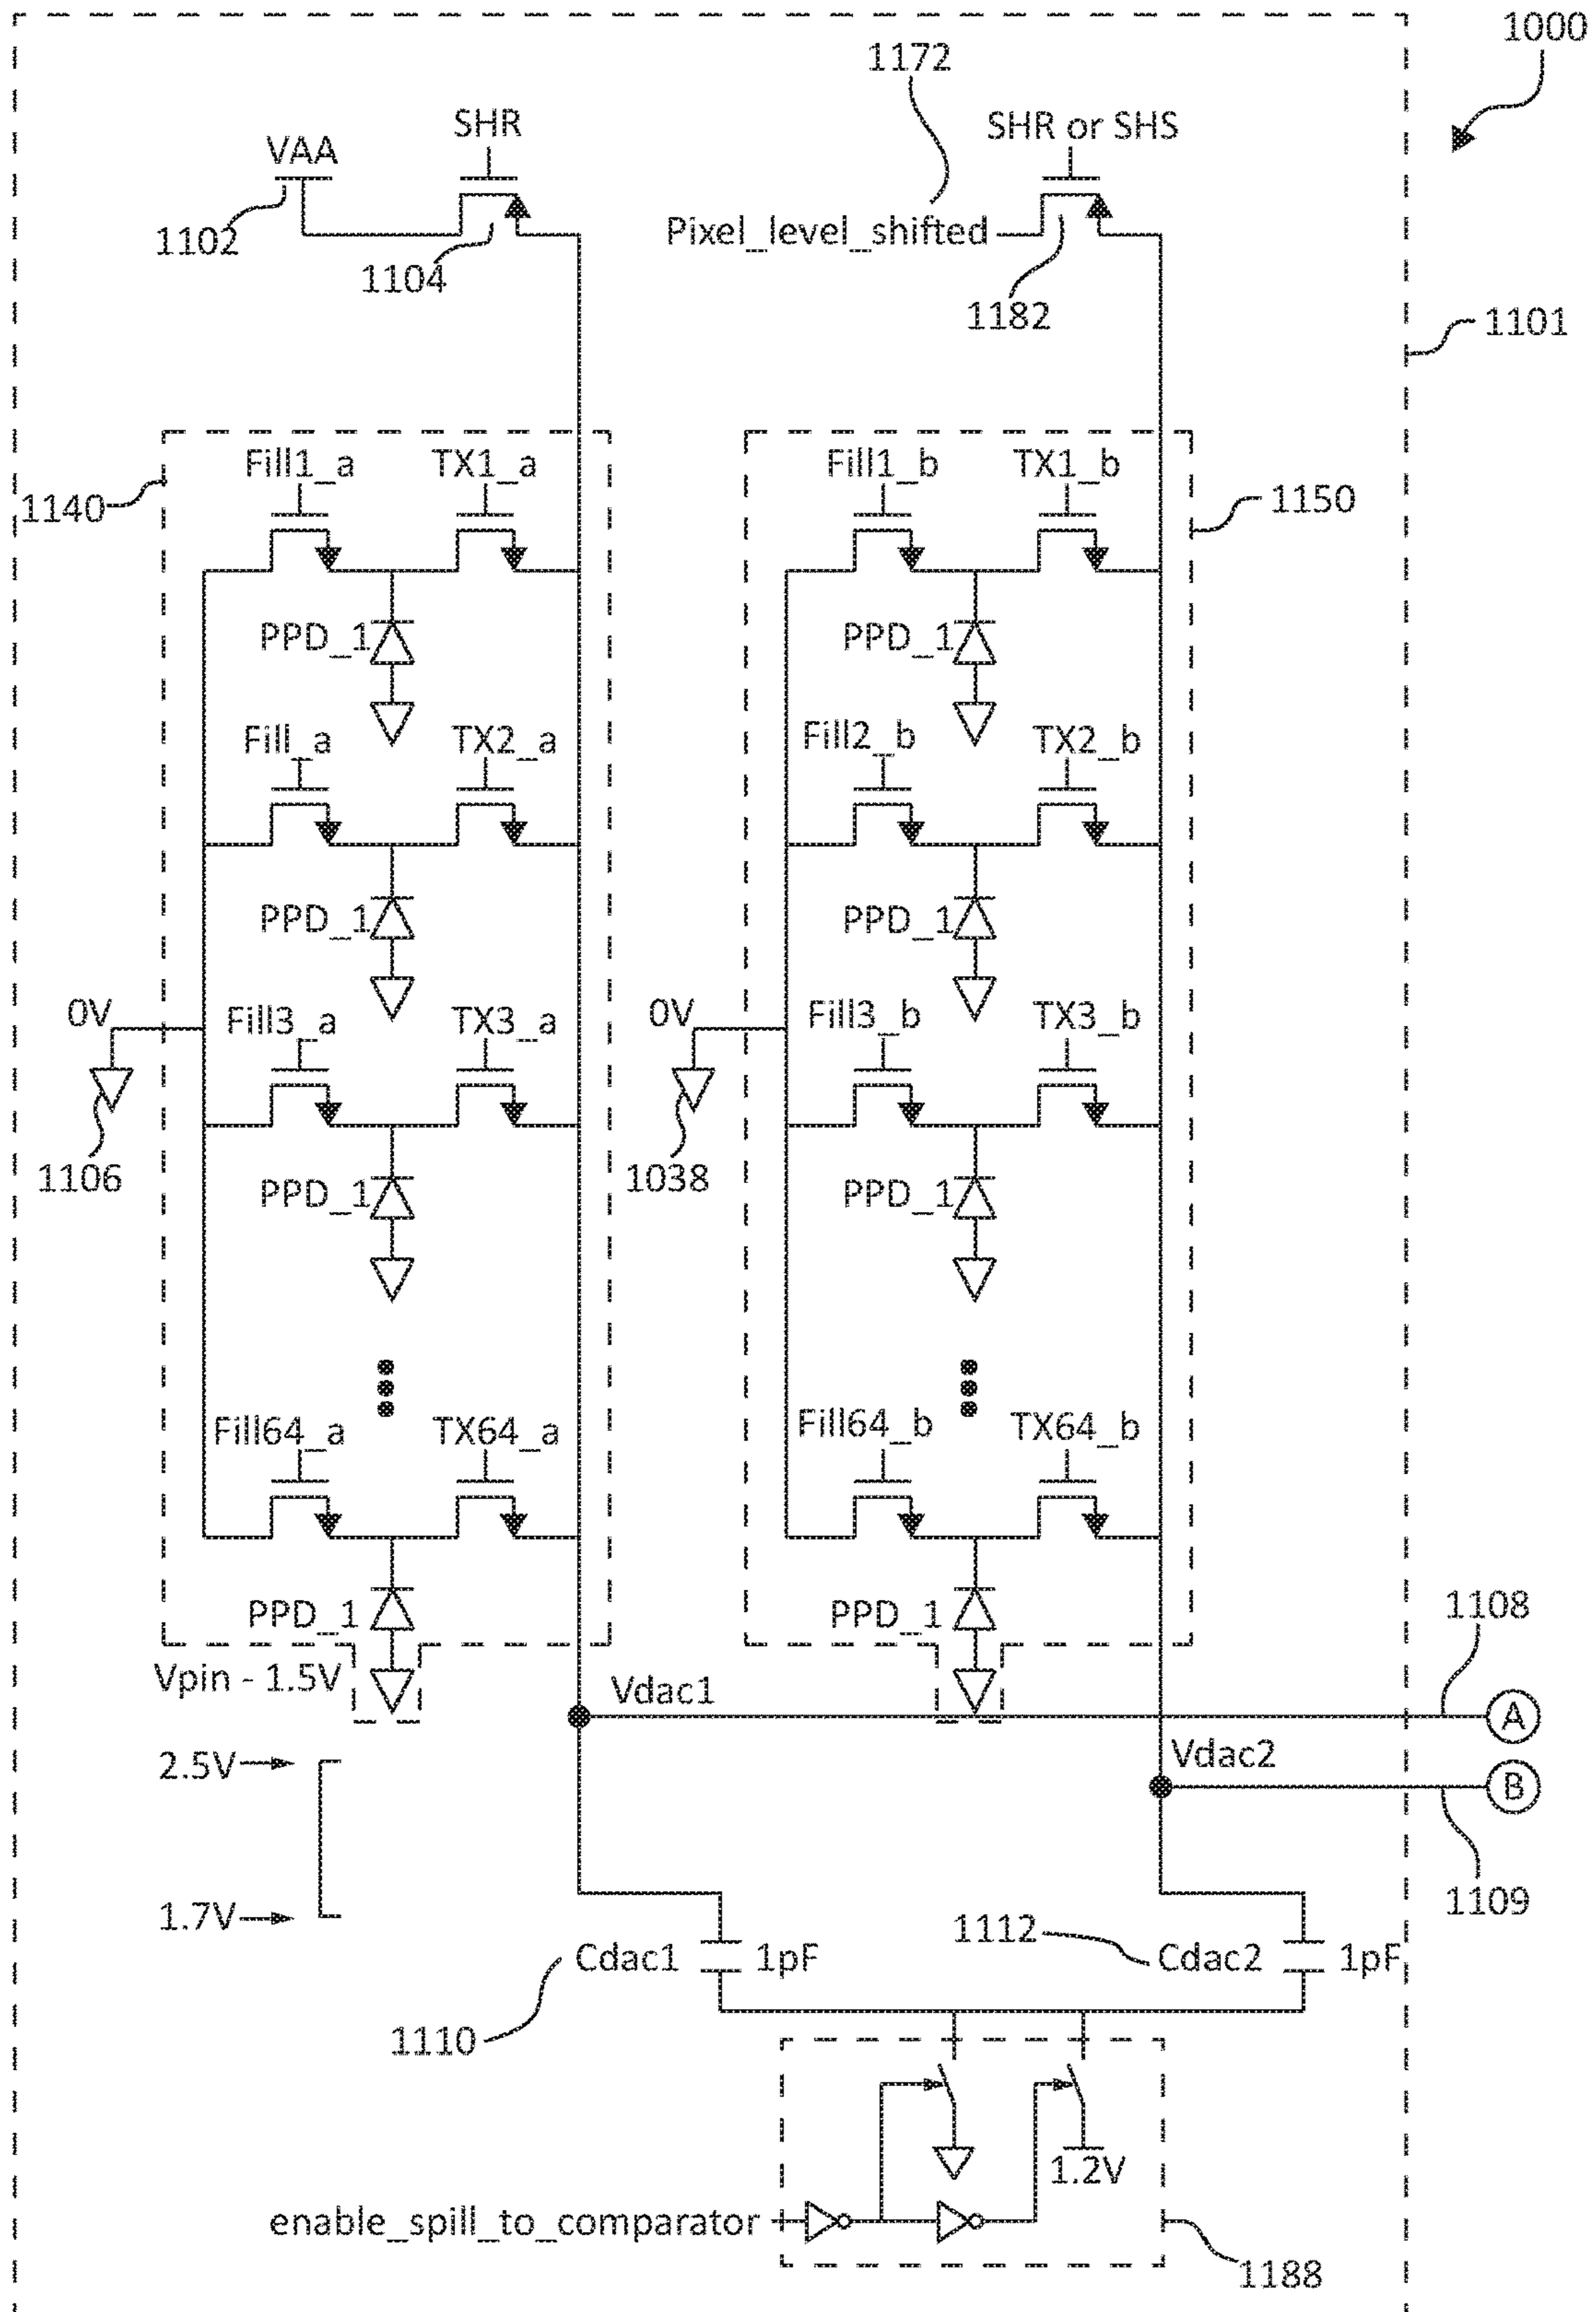 1000
1172
SHR
SHR or SHS
VAA
1102
1104
Pixel_level_shifted
1182
1101
Fill1_a
TX1_a
Fill1_b
TX1_b
1140
1150
PPD_1
PPD_1
Fill_a
TX2_a
Fill2_b
TX2_b
PPD_1
PPD_1
0V
Fill3_a
TX3_a
0V
Fill3_b
TX3_b
1106
1038
PPD_1
PPD_1
Fill64_a
TX64_a
Fill64_b
TX64_b
PPD_1
PPD_1
1108
Vpin - 1.5V
Vdac1
A
2.5V
Vdac2
B
1.7V
1109
1112
Cdac1
1pF
Cdac2
1pF
1110
1.2V
enable_spill_to_comparator
1188